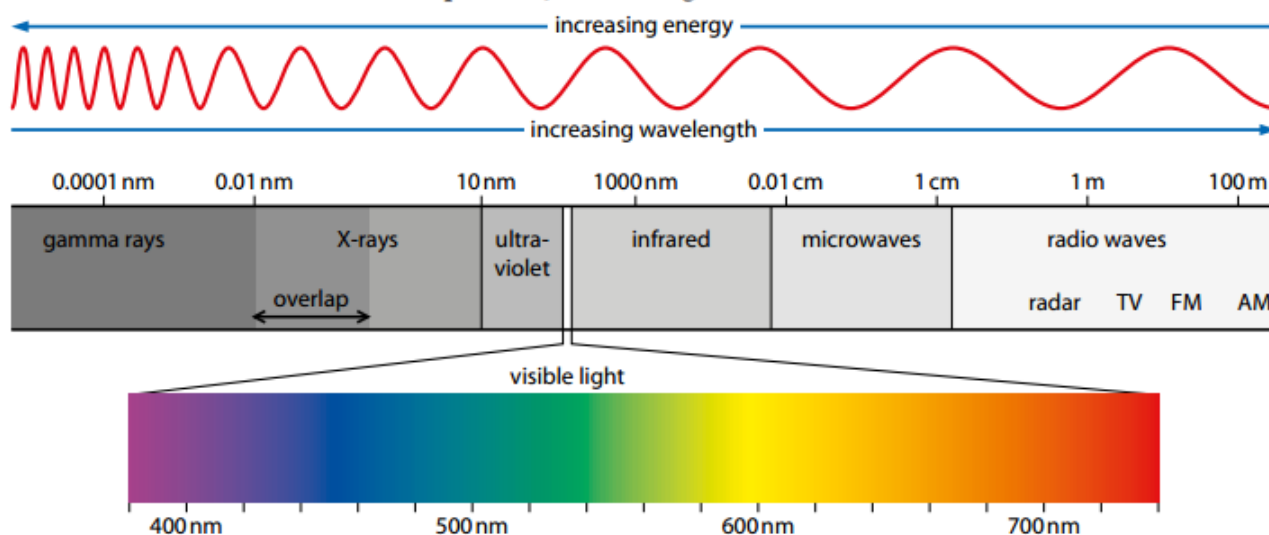 increasing energy
increasing wavelength
0.0001 nm 0.01 nm 10 nm 1000 nm 0.01 cm 1 cm 1 m 100 m
gamma rays X-rays ultra- infrared microwaves radio waves
violet
overlap radar TV FM AM
visible light
400 nm 500 nm 600 nm 700 nm